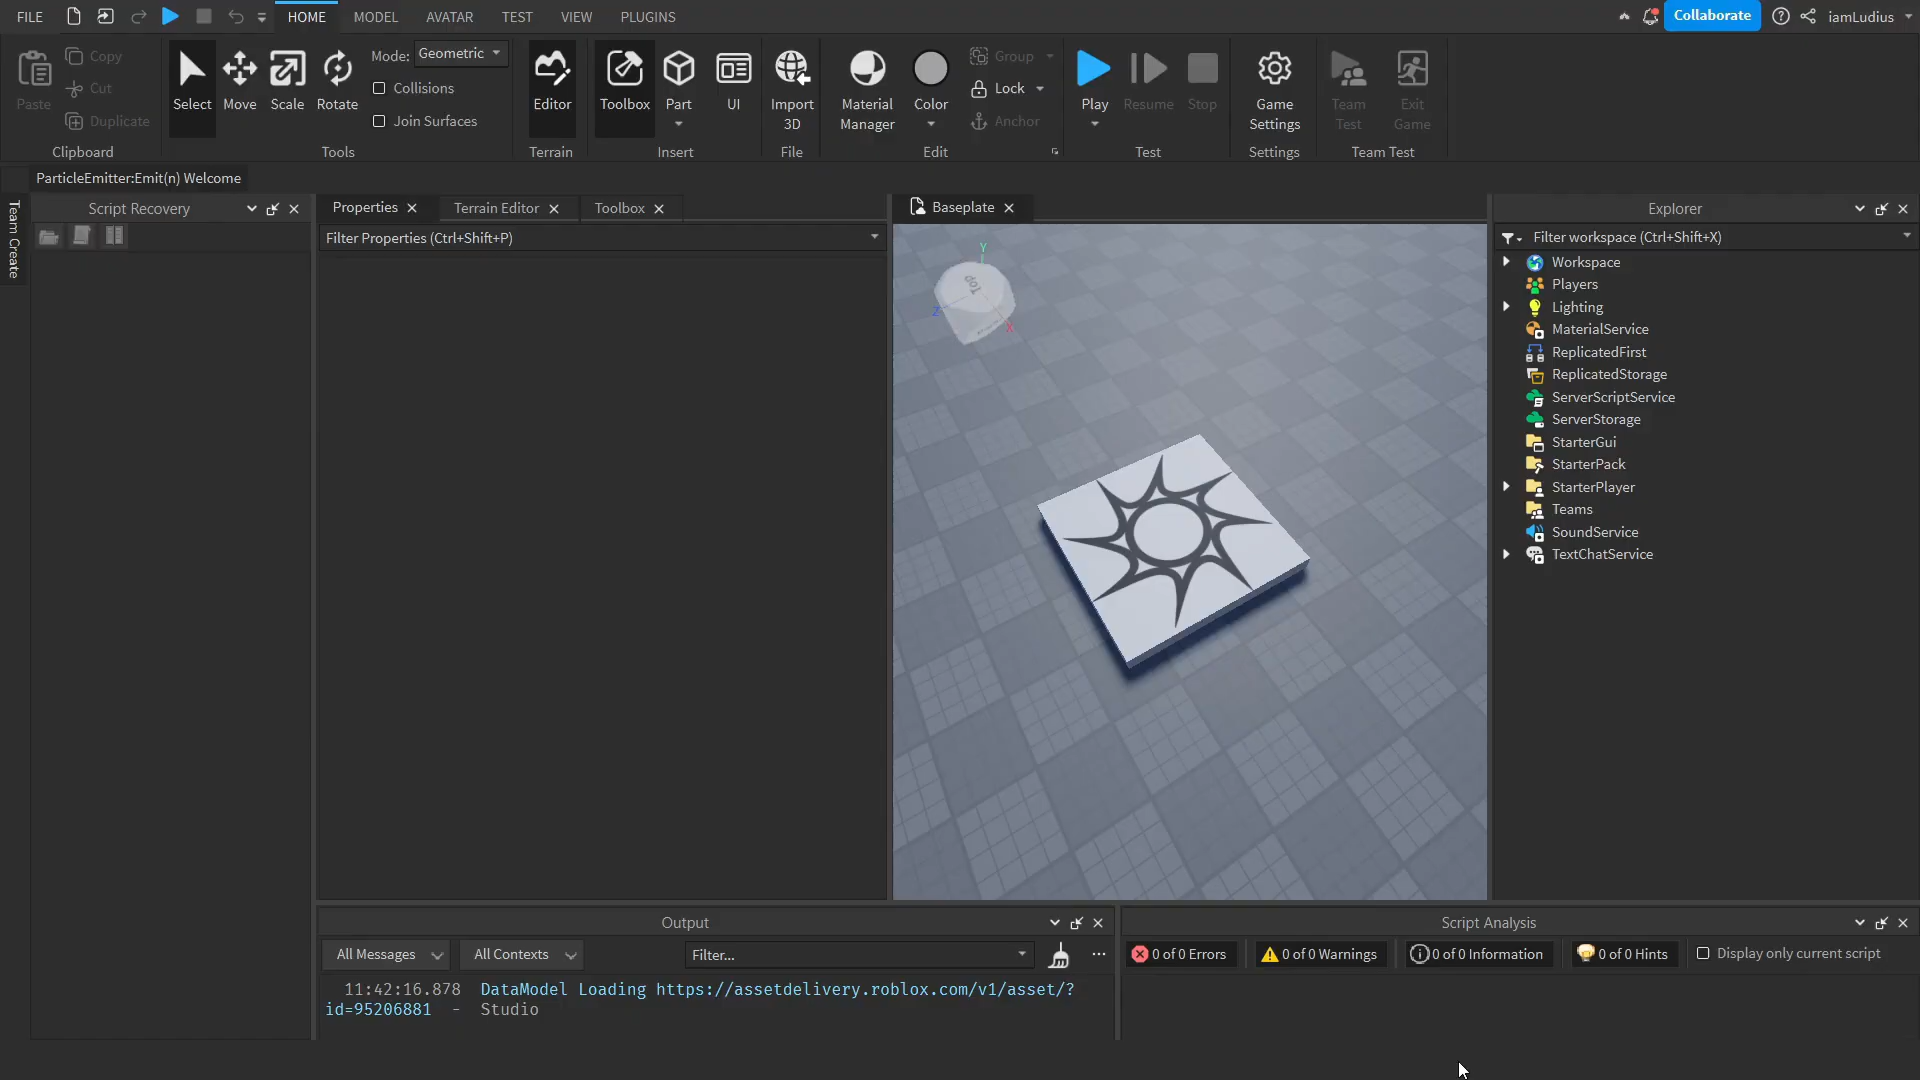 FILE HOME MODEL AVATAR TEST VIEW PLUGINS Collaborate iamLudius
Paste Copy Cut Duplicate
Clipboard
Select Move Scale Rotate
Mode: Geometric
Collisions
Join Surfaces
Tools
Editor
Terrain
Toolbox Part UI
Insert
Import 3D
File
Material Manager
Color
Group
Lock
Anchor
Edit
Play Resume Stop
Test
Game Settings
Settings
Team Test
Exit Game
Team Test
ParticleEmitter:Emit(n) Welcome
Team Create
Script Recovery
Properties Terrain Editor Toolbox
Filter Properties (Ctrl+Shift+P)
Baseplate
Y
Top
Z
X
Explorer
Filter workspace (Ctrl+Shift+X)
Workspace
Players
Lighting
MaterialService
ReplicatedFirst
ReplicatedStorage
ServerScriptService
ServerStorage
StarterGui
StarterPack
StarterPlayer
Teams
SoundService
TextChatService
Output
All Messages All Contexts Filter...
11:42:16.878 DataModel Loading https://assetdelivery.roblox.com/v1/asset/?
id=95206881 - Studio
Script Analysis
0 of 0 Errors 0 of 0 Warnings 0 of 0 Information 0 of 0 Hints Display only current script